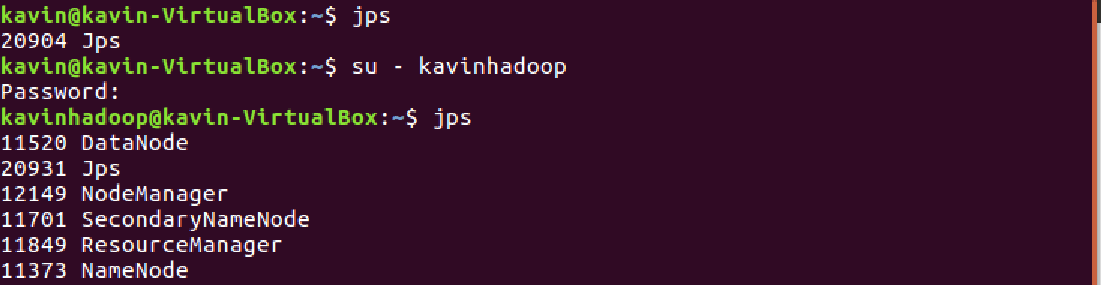 kavin@kavin-VirtualBox:~$ jps
20904 Jps
kavin@kavin-VirtualBox:~$ su - kavinhadoop
Password:
kavinhadoop@kavin-VirtualBox:~$ jps
11520 DataNode
20931 Jps
12149 NodeManager
11701 SecondaryNameNode
11849 ResourceManager
11373 NameNode